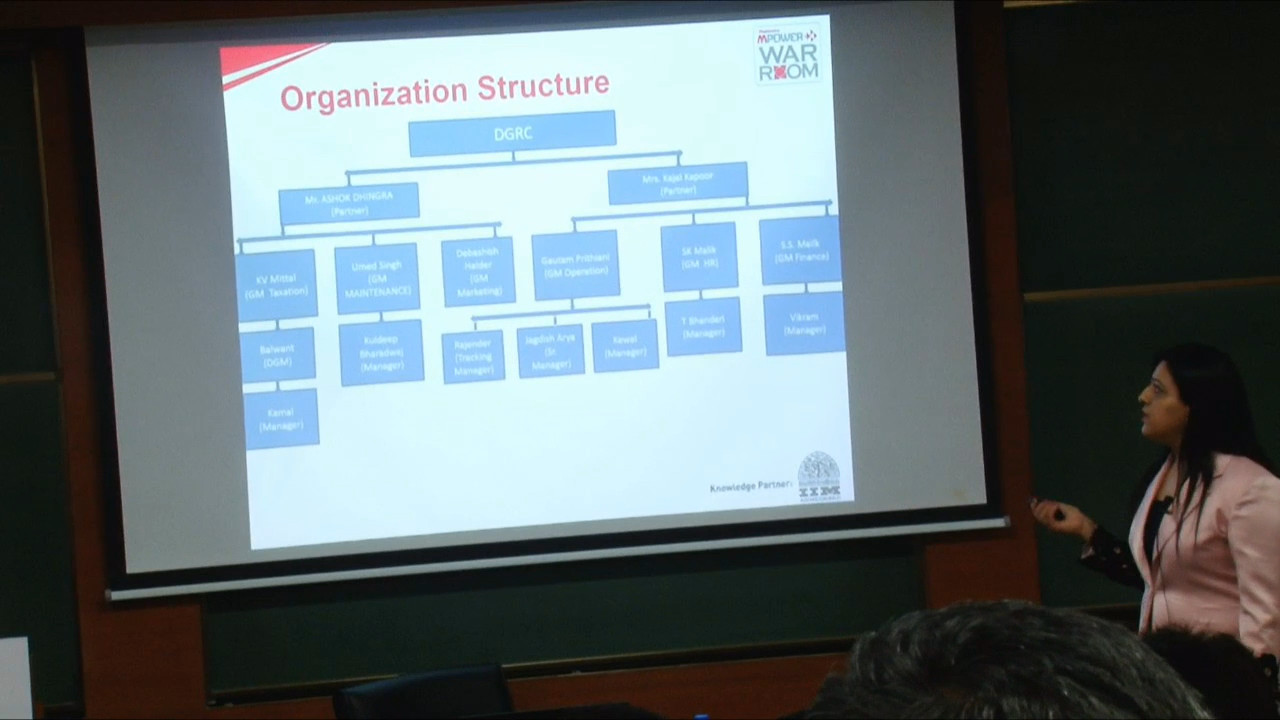 Mahindra
MPOWER
WAR
ROOM
Organization Structure
DGRC
Mr. ASHOK DHINGRA
(Partner)
Mrs. Kajal Kapoor
(Partner)
KV Mittal
(GM Taxation)
Umed Singh
(GM
MAINTENANCE)
Debashish
Halder
(GM
Marketing)
Gautam Prithiani
(GM Operation)
SK Malik
(GM HR)
S.S. Malik
(GM Finance)
Balwant
(DGM)
Kuldeep
Bharadwaj
(Manager)
Rajender
(Tracking
Manager)
Jagdish Arya
(Sr.
Manager)
Kewal
(Manager)
T Bhandari
(Manager)
Vikram
(Manager)
Kamal
(Manager)
Knowledge Partner:
IIM